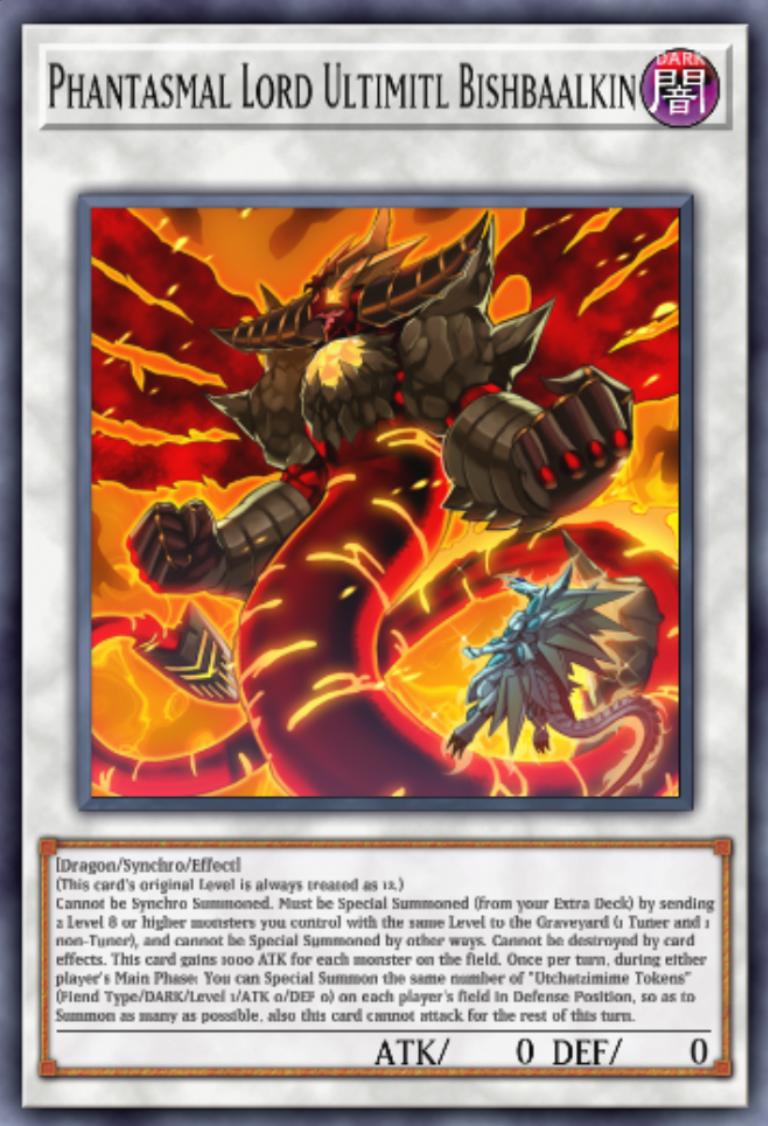 PHANTASMAL LORD ULTIMITL BISHBAALKIN
DARK
闇
[Dragon/Synchro/Effect]
(This card's original Level is always treated as 12.)
Cannot be Synchro Summoned. Must be Special Summoned (from your Extra Deck) by sending
2 Level 8 or higher monsters you control with the same Level to the Graveyard (1 Tuner and 1
non-Tuner), and cannot be Special Summoned by other ways. Cannot be destroyed by card
effects. This card gains 1000 ATK for each monster on the field. Once per turn, during either
player's Main Phase: You can Special Summon the same number of "Utchatzimime Tokens"
(Fiend Type/DARK/Level 1/ATK 0/DEF 0) on each player's field in Defense Position, so as to
Summon as many as possible, also this card cannot attack for the rest of this turn.
ATK/ 0 DEF/ 0